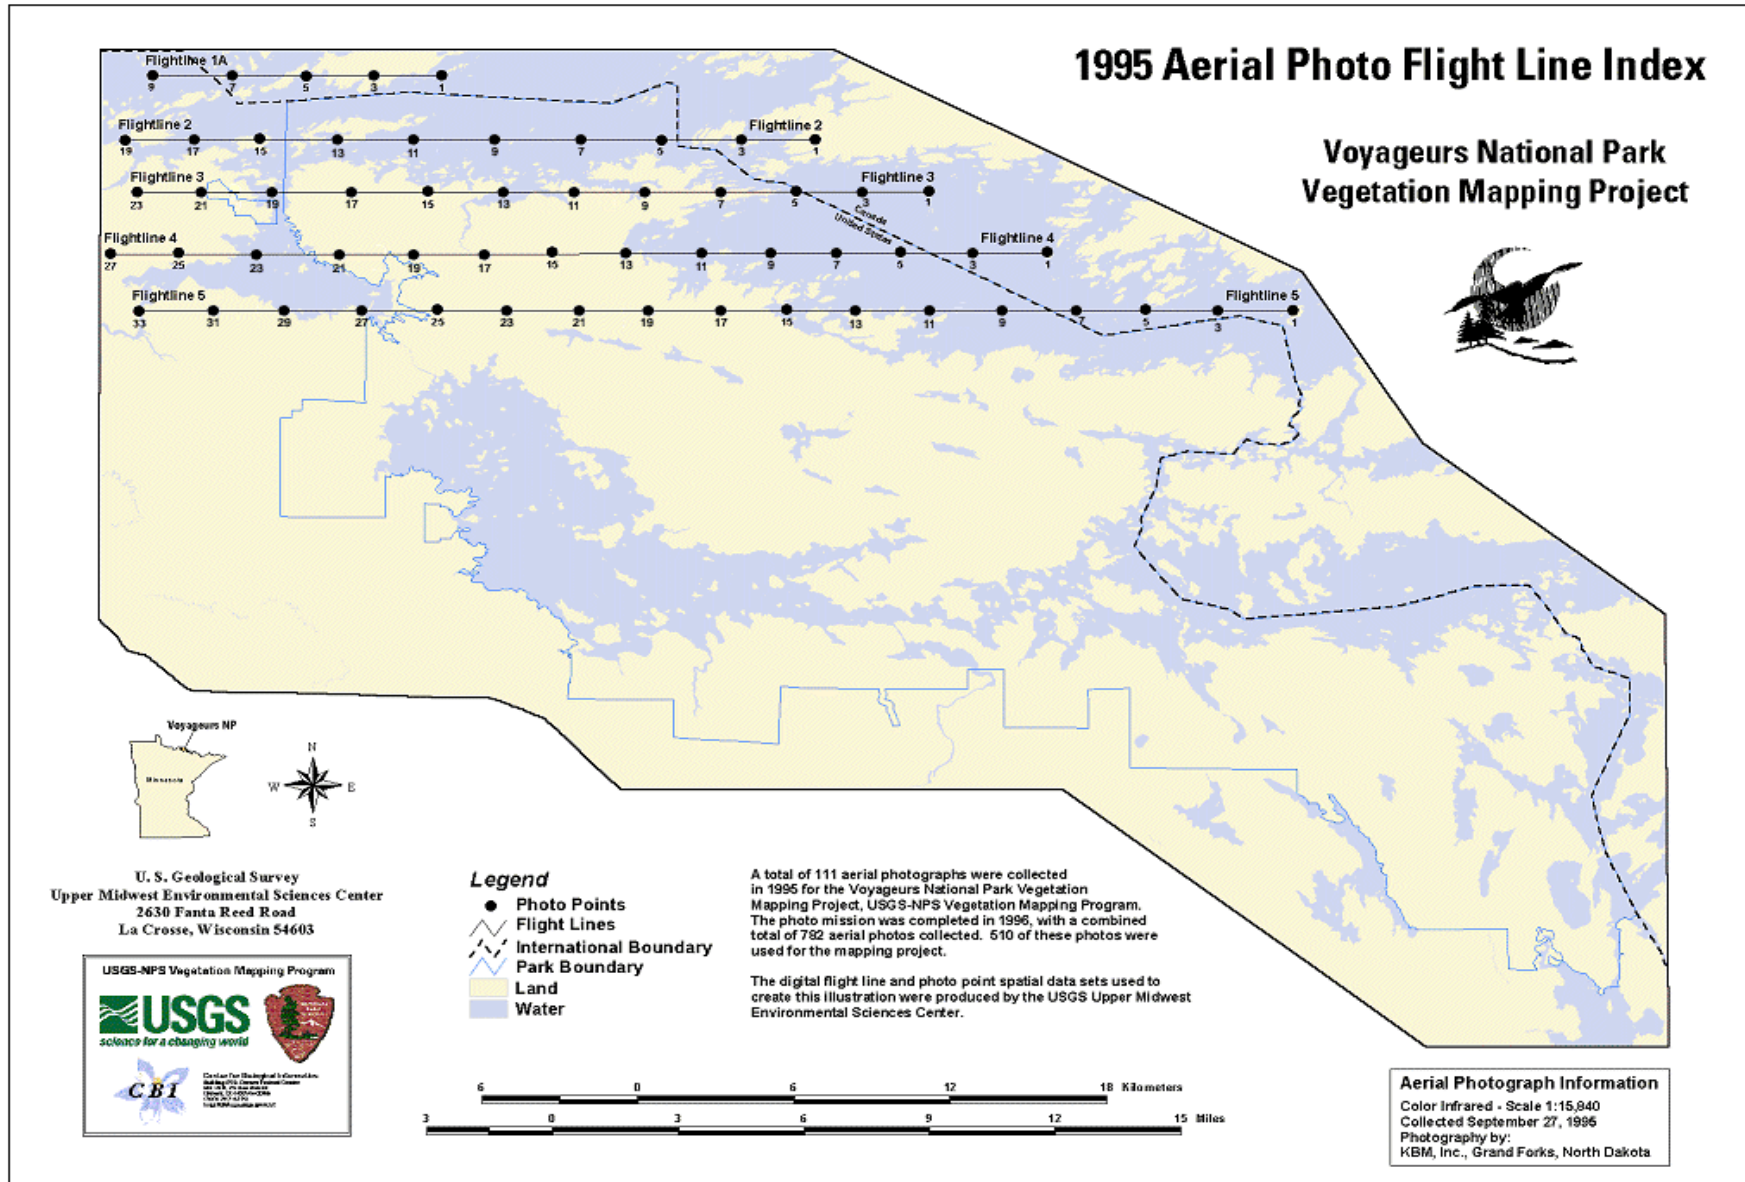 1995 Aerial Photo Flight Line Index
Voyageurs National Park
Vegetation Mapping Project
Flightline 1A
9 7 5 3 1
Flightline 2 Flightline 2
19 17 15 13 11 9 7 5 3 1
Flightline 3 Flightline 3
23 21 19 17 15 13 11 9 7 5 3 1
Canada
United States
Flightline 4 Flightline 4
27 25 23 21 19 17 15 13 11 9 7 5 3 1
Flightline 5 Flightline 5
33 31 29 27 25 23 21 19 17 15 13 11 9 7 5 3 1
Voyageurs NP
Minnesota
N
W E
S
U. S. Geological Survey
Upper Midwest Environmental Sciences Center
2630 Fanta Reed Road
La Crosse, Wisconsin 54603
USGS-NPS Vegetation Mapping Program
USGS
science for a changing world
CBI
Center for Biological Informatics
Legend
Photo Points
Flight Lines
International Boundary
Park Boundary
Land
Water
A total of 111 aerial photographs were collected
in 1995 for the Voyageurs National Park Vegetation
Mapping Project, USGS-NPS Vegetation Mapping Program.
The photo mission was completed in 1996, with a combined
total of 782 aerial photos collected. 510 of these photos were
used for the mapping project.
The digital flight line and photo point spatial data sets used to
create this illustration were produced by the USGS Upper Midwest
Environmental Sciences Center.
6 0 6 12 18 Kilometers
3 0 3 6 9 12 15 Miles
Aerial Photograph Information
Color Infrared - Scale 1:15,840
Collected September 27, 1995
Photography by:
KBM, Inc., Grand Forks, North Dakota